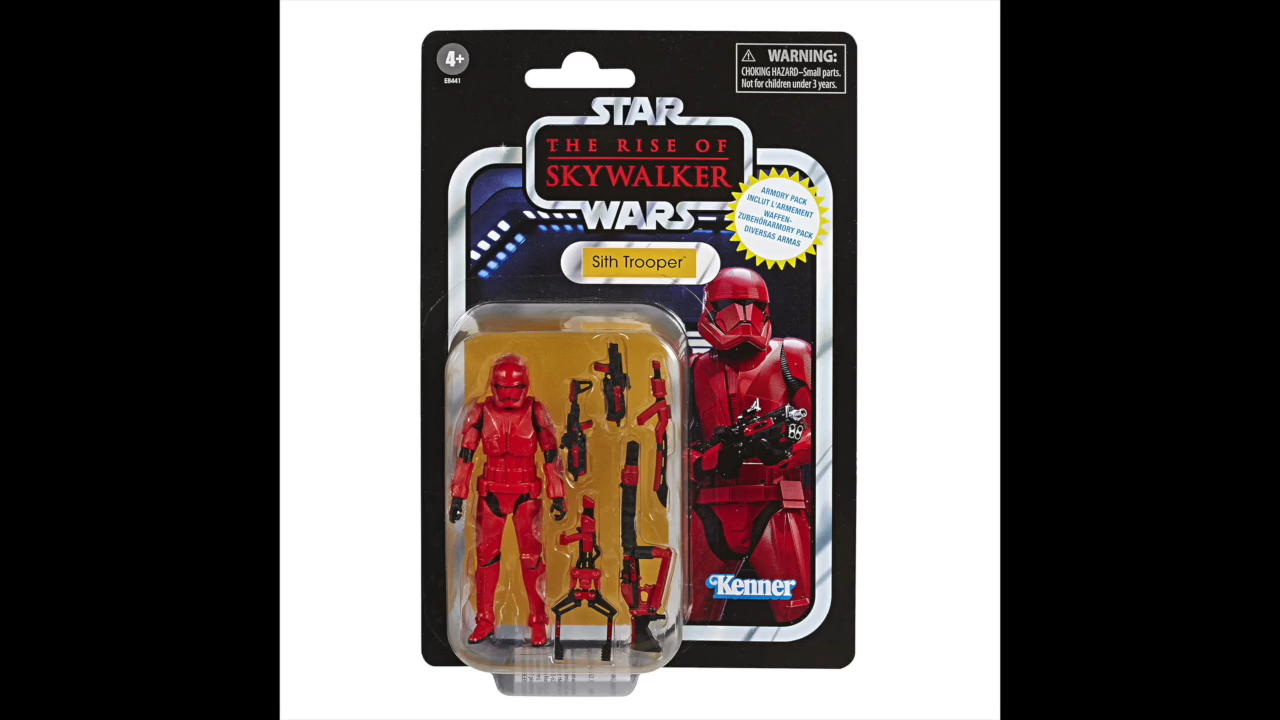 4+
E8441
⚠ WARNING:
CHOKING HAZARD–Small parts.
Not for children under 3 years.
STAR
THE RISE OF
SKYWALKER
WARS
ARMORY PACK
INCLUT L'ARMEMENT
WAFFEN-
ZUBEHÖRARMORY PACK
DIVERSAS ARMAS
Sith Trooper™
Kenner